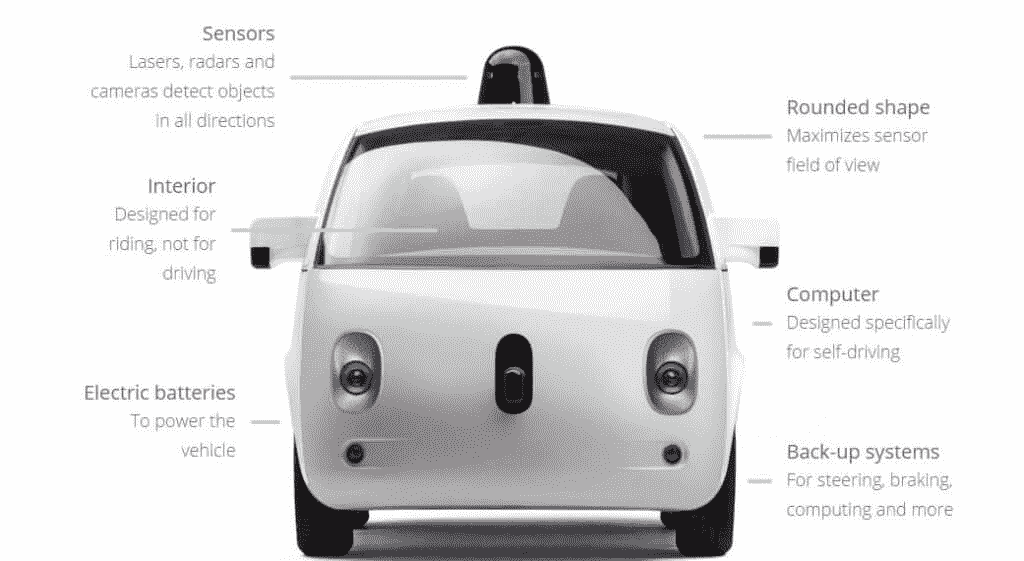 Sensors
Lasers, radars and
cameras detect objects
in all directions
Interior
Designed for
riding, not for
driving
Electric batteries
To power the
vehicle
Rounded shape
Maximizes sensor
field of view
Computer
Designed specifically
for self-driving
Back-up systems
For steering, braking,
computing and more